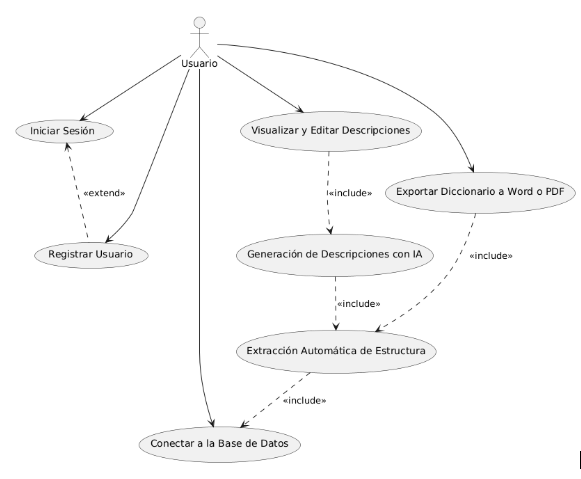 Usuario
Iniciar Sesión
Visualizar y Editar Descripciones
«extend»
«include»
Exportar Diccionario a Word o PDF
Registrar Usuario
Generación de Descripciones con IA
«include»
«include»
Extracción Automática de Estructura
«include»
Conectar a la Base de Datos